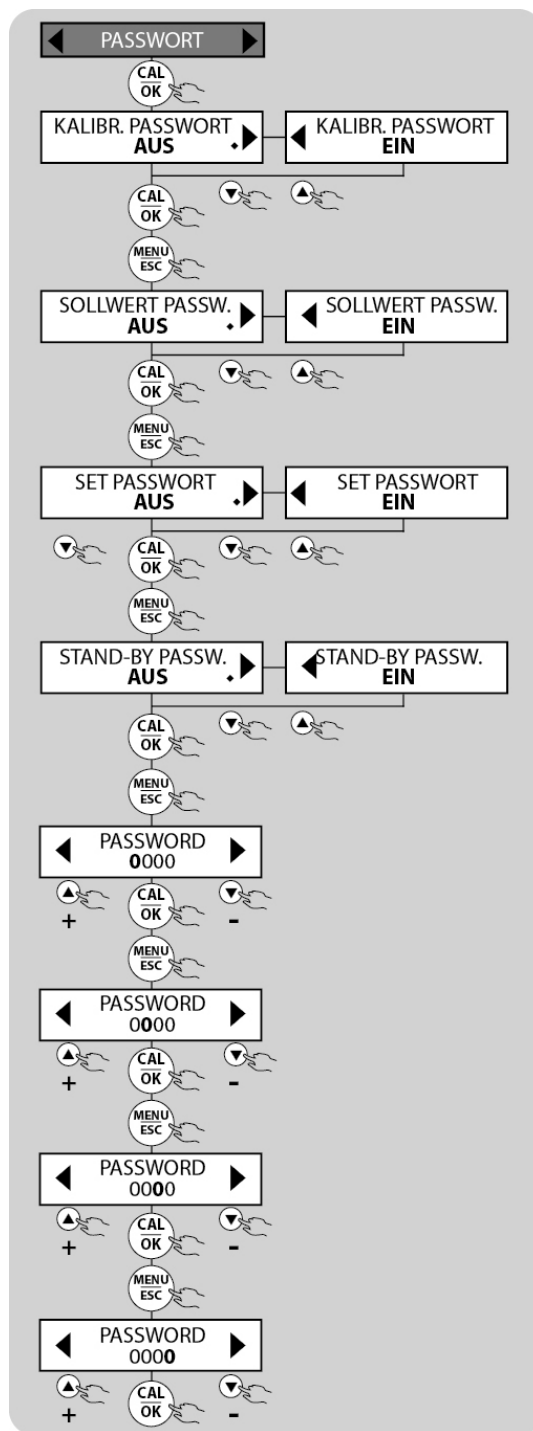 PASSWORT
CAL
OK
KALIBR. PASSWORT
AUS
KALIBR. PASSWORT
EIN
CAL
OK
MENU
ESC
SOLLWERT PASSW.
AUS
SOLLWERT PASSW.
EIN
CAL
OK
MENU
ESC
SET PASSWORT
AUS
SET PASSWORT
EIN
CAL
OK
MENU
ESC
STAND-BY PASSW.
AUS
STAND-BY PASSW.
EIN
CAL
OK
MENU
ESC
PASSWORD
0000
CAL
OK
+ -
MENU
ESC
PASSWORD
0000
CAL
OK
+ -
MENU
ESC
PASSWORD
0000
CAL
OK
+ -
MENU
ESC
PASSWORD
0000
CAL
OK
+ -